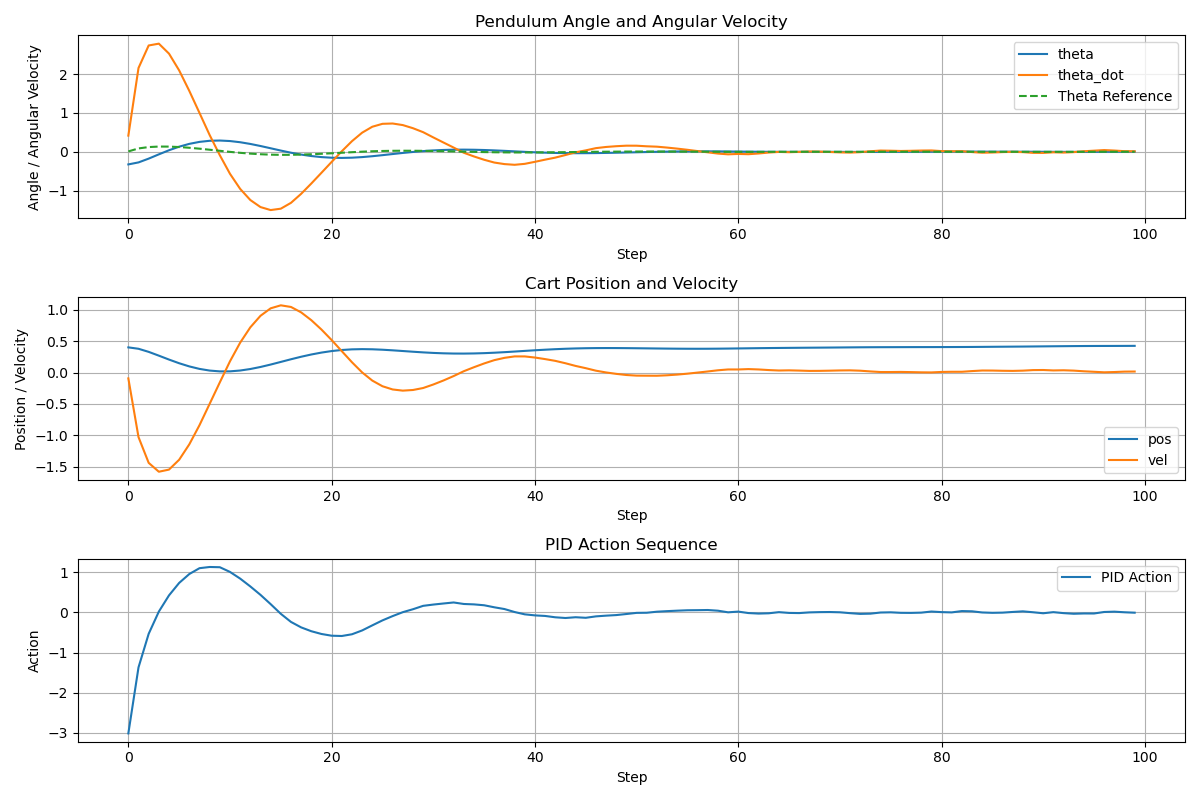 Pendulum Angle and Angular Velocity
Angle / Angular Velocity
2
1
0
−1
theta
theta_dot
Theta Reference
0 20 40 60 80 100
Step
Cart Position and Velocity
Position / Velocity
1.0
0.5
0.0
−0.5
−1.0
−1.5
pos
vel
0 20 40 60 80 100
Step
PID Action Sequence
Action
1
0
−1
−2
−3
PID Action
0 20 40 60 80 100
Step